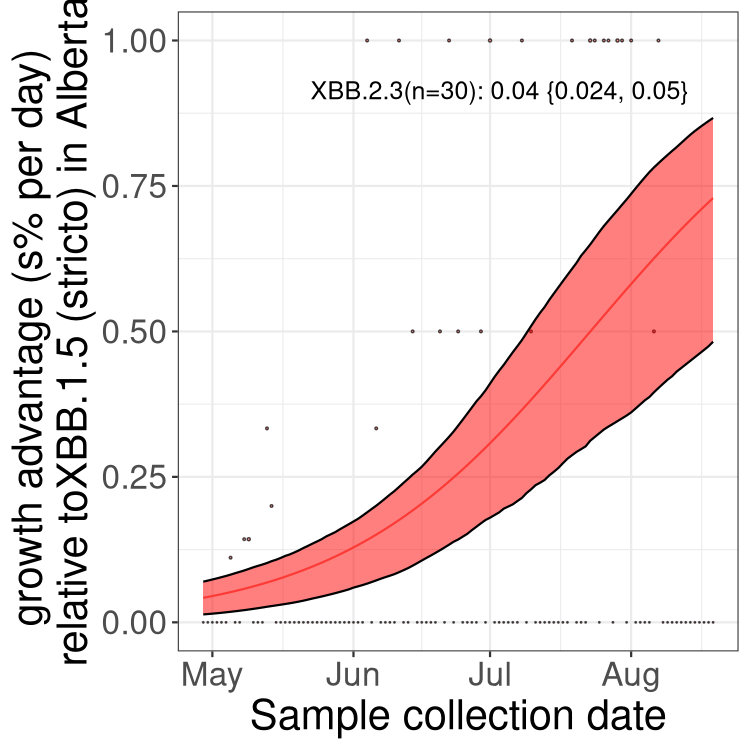 growth advantage (s% per day)
relative toXBB.1.5 (stricto) in Alberta
1.00
XBB.2.3(n=30): 0.04 {0.024, 0.05}
0.75
0.50
0.25
0.00
May Jun Jul Aug
Sample collection date